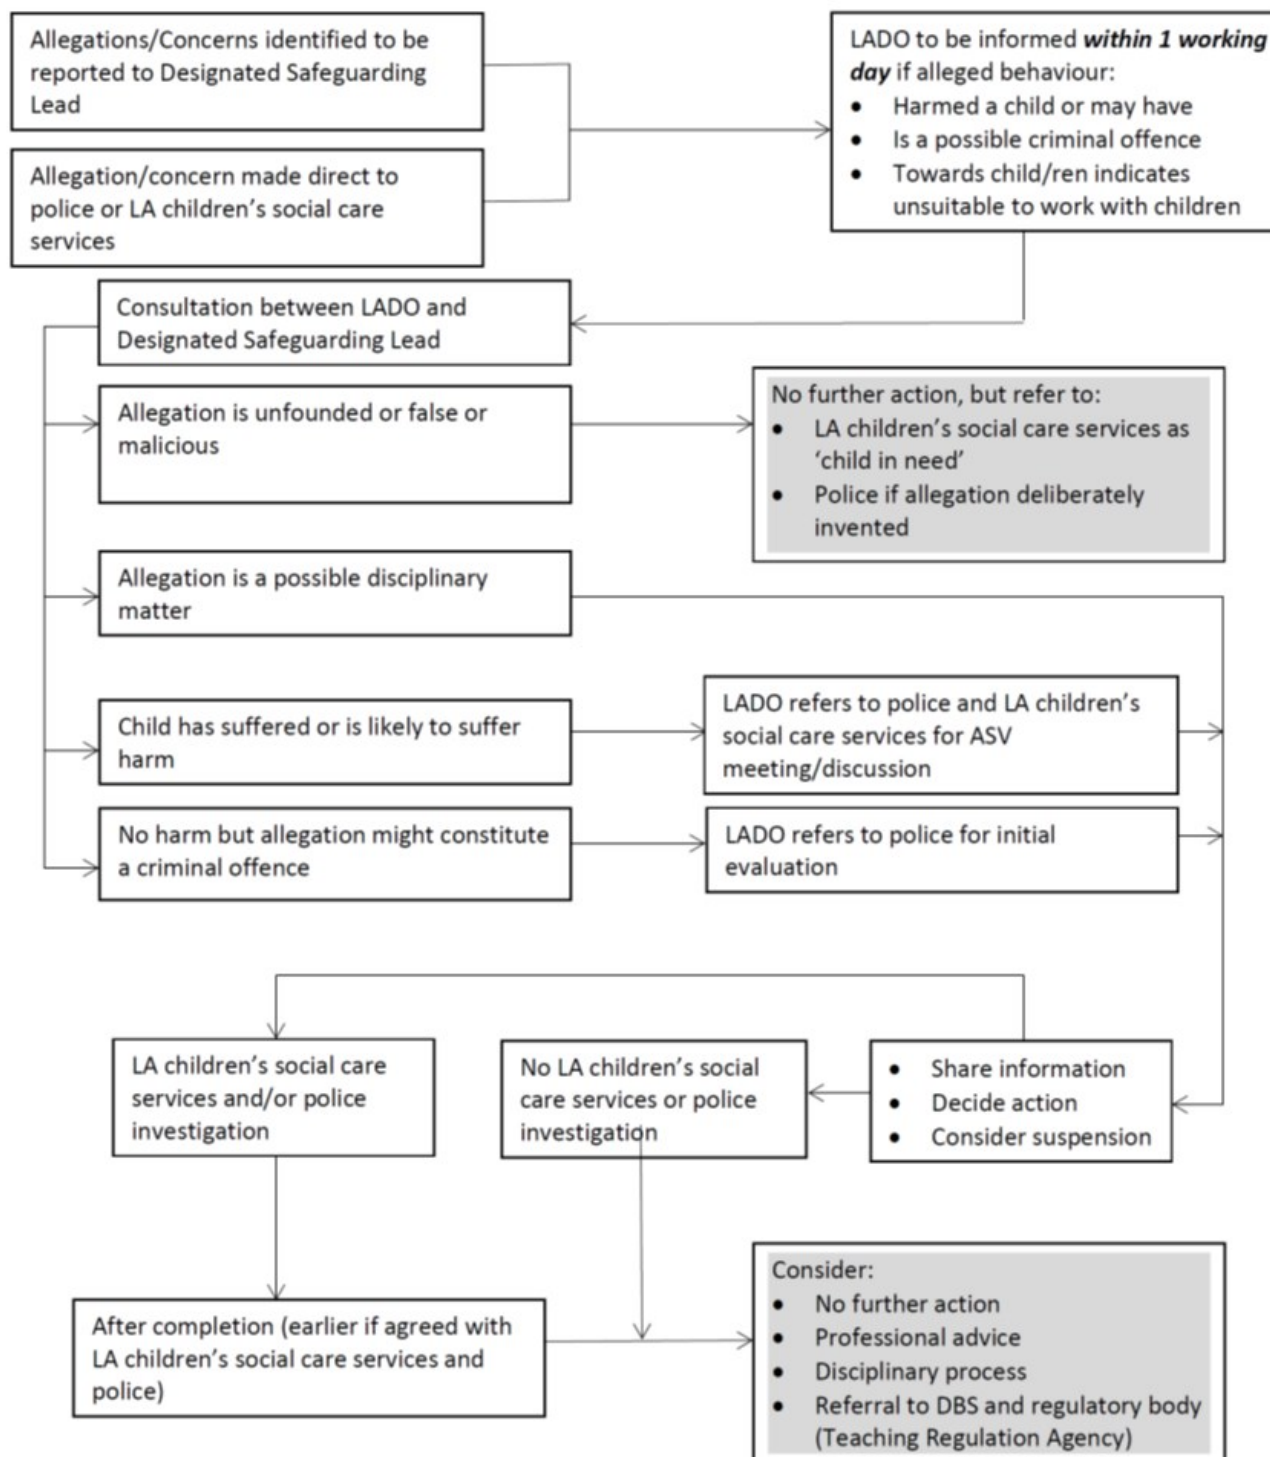 Allegations/Concerns identified to be
reported to Designated Safeguarding
Lead
LADO to be informed within 1 working
day if alleged behaviour:
• Harmed a child or may have
• Is a possible criminal offence
• Towards child/ren indicates
unsuitable to work with children
Allegation/concern made direct to
police or LA children’s social care
services
Consultation between LADO and
Designated Safeguarding Lead
Allegation is unfounded or false or
malicious
No further action, but refer to:
• LA children’s social care services as
‘child in need’
• Police if allegation deliberately
invented
Allegation is a possible disciplinary
matter
Child has suffered or is likely to suffer
harm
LADO refers to police and LA children’s
social care services for ASV
meeting/discussion
No harm but allegation might constitute
a criminal offence
LADO refers to police for initial
evaluation
LA children’s social care
services and/or police
investigation
No LA children’s social
care services or police
investigation
• Share information
• Decide action
• Consider suspension
After completion (earlier if agreed with
LA children’s social care services and
police)
Consider:
• No further action
• Professional advice
• Disciplinary process
• Referral to DBS and regulatory body
(Teaching Regulation Agency)